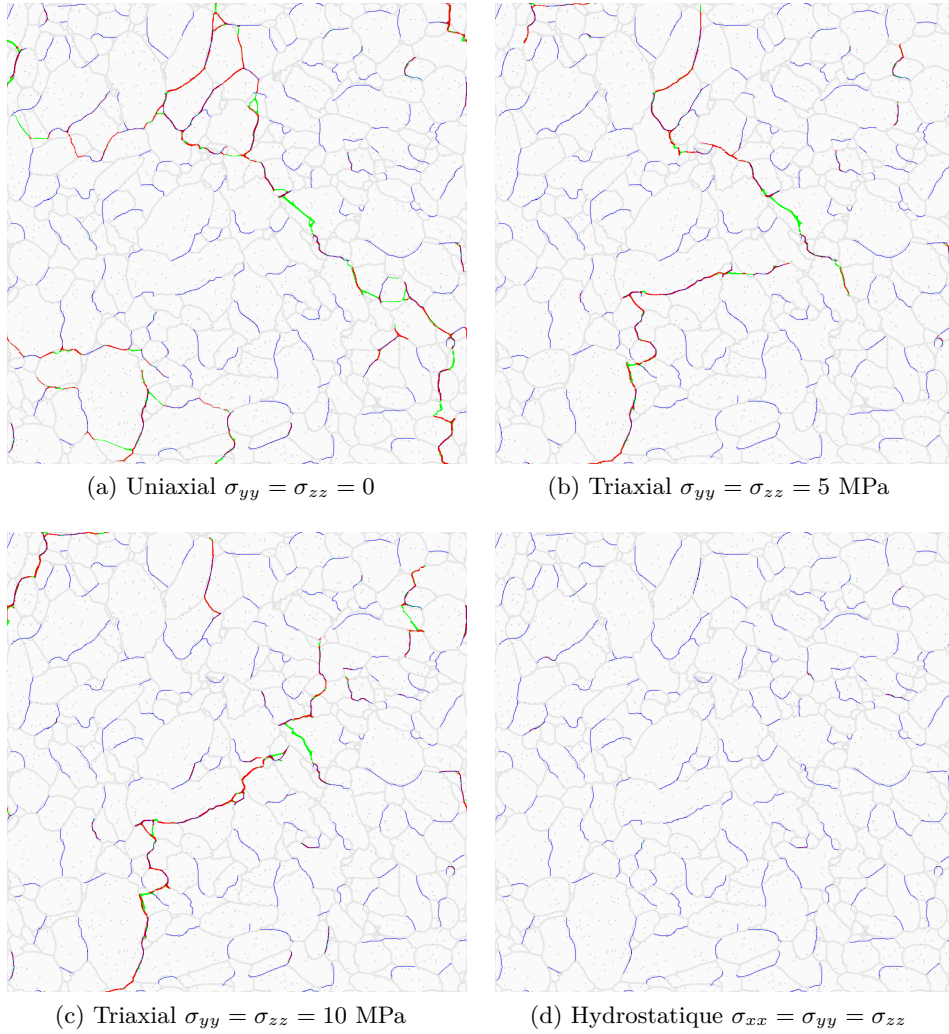 (a) Uniaxial σyy = σzz = 0
(b) Triaxial σyy = σzz = 5 MPa
(c) Triaxial σyy = σzz = 10 MPa
(d) Hydrostatique σxx = σyy = σzz